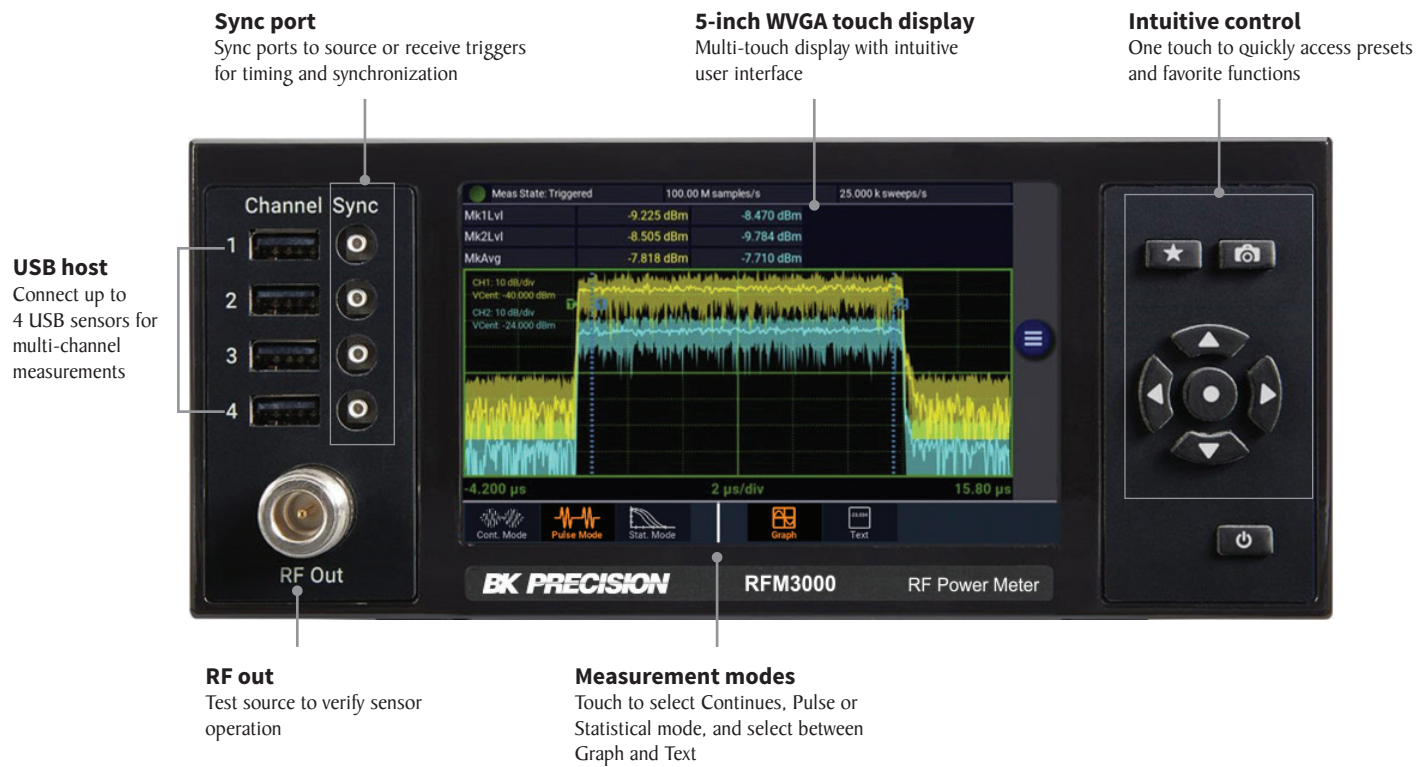 Sync port
Sync ports to source or receive triggers
for timing and synchronization
5-inch WVGA touch display
Multi-touch display with intuitive
user interface
Intuitive control
One touch to quickly access presets
and favorite functions
USB host
Connect up to
4 USB sensors for
multi-channel
measurements
Channel Sync
1
2
3
4
RF Out
Meas State: Triggered 100.00 M samples/s 25.000 k sweeps/s
Mk1Lvl -9.225 dBm -8.470 dBm
Mk2Lvl -8.505 dBm -9.784 dBm
MkAvg -7.818 dBm -7.710 dBm
CH1: 10 dB/div
VCent: -40.000 dBm
CH2: 10 dB/div
VCent: -24.000 dBm
-4.200 µs 2 µs/div 15.80 µs
Cont. Mode Pulse Mode Stat. Mode Graph Text
BK PRECISION RFM3000 RF Power Meter
RF out
Test source to verify sensor
operation
Measurement modes
Touch to select Continues, Pulse or
Statistical mode, and select between
Graph and Text